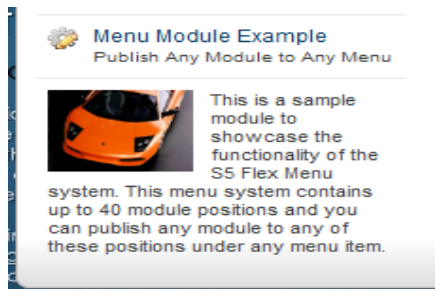 Menu Module Example
Publish Any Module to Any Menu
This is a sample
module to
showcase the
functionality of the
S5 Flex Menu
system. This menu system contains
up to 40 module positions and you
can publish any module to any of
these positions under any menu item.